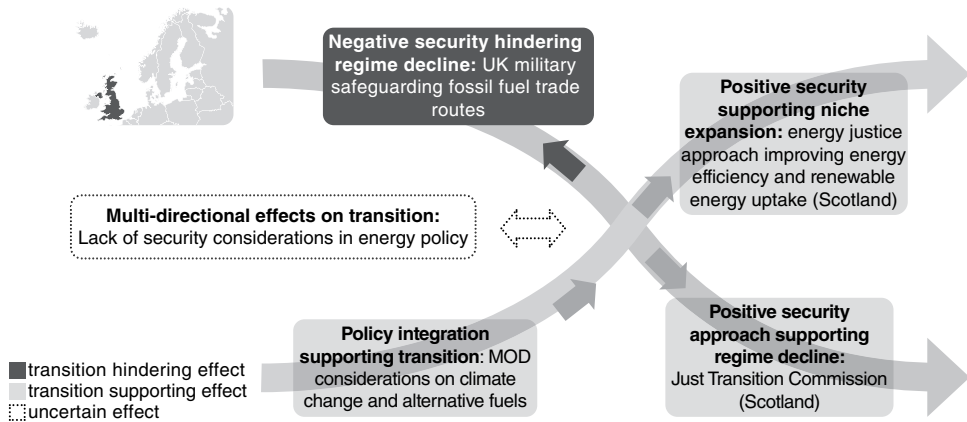 Negative security hindering
regime decline: UK military
safeguarding fossil fuel trade
routes
Positive security
supporting niche
expansion: energy justice
approach improving energy
efficiency and renewable
energy uptake (Scotland)
Multi-directional effects on transition:
Lack of security considerations in energy policy
Policy integration
supporting transition: MOD
considerations on climate
change and alternative fuels
Positive security
approach supporting
regime decline:
Just Transition Commission
(Scotland)
transition hindering effect
transition supporting effect
uncertain effect